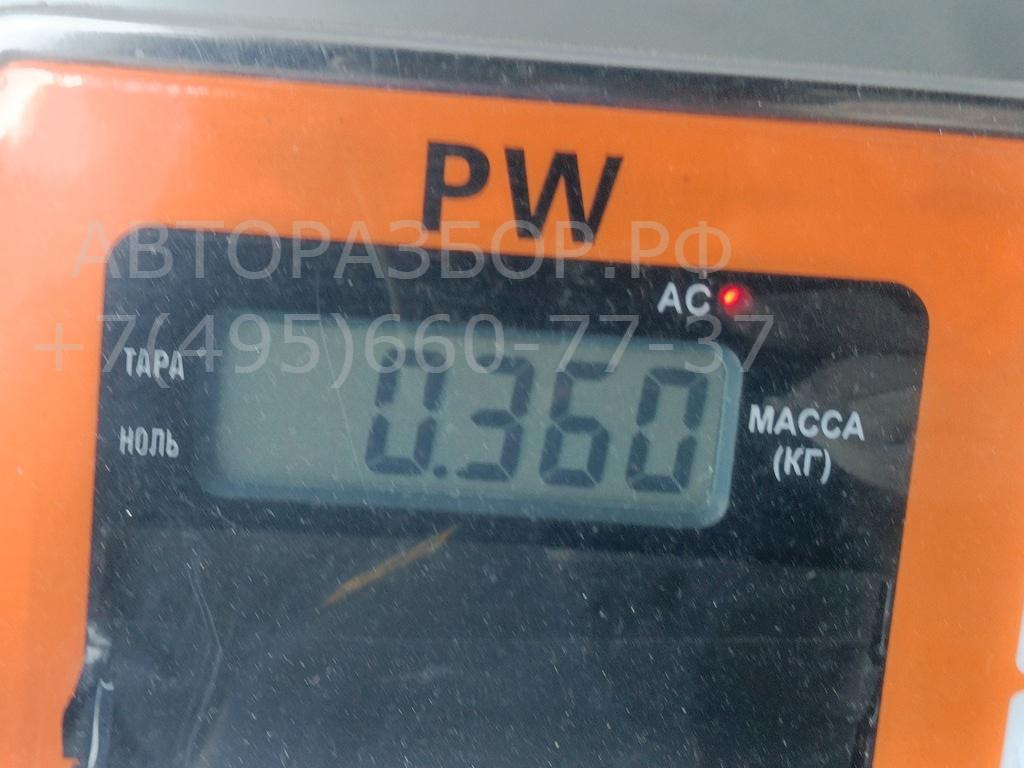 PW
АВТОРАЗБОР.РФ
AC
+7(495)660-77-37
ТАРА
0.360
НОЛЬ
МАССА
(КГ)